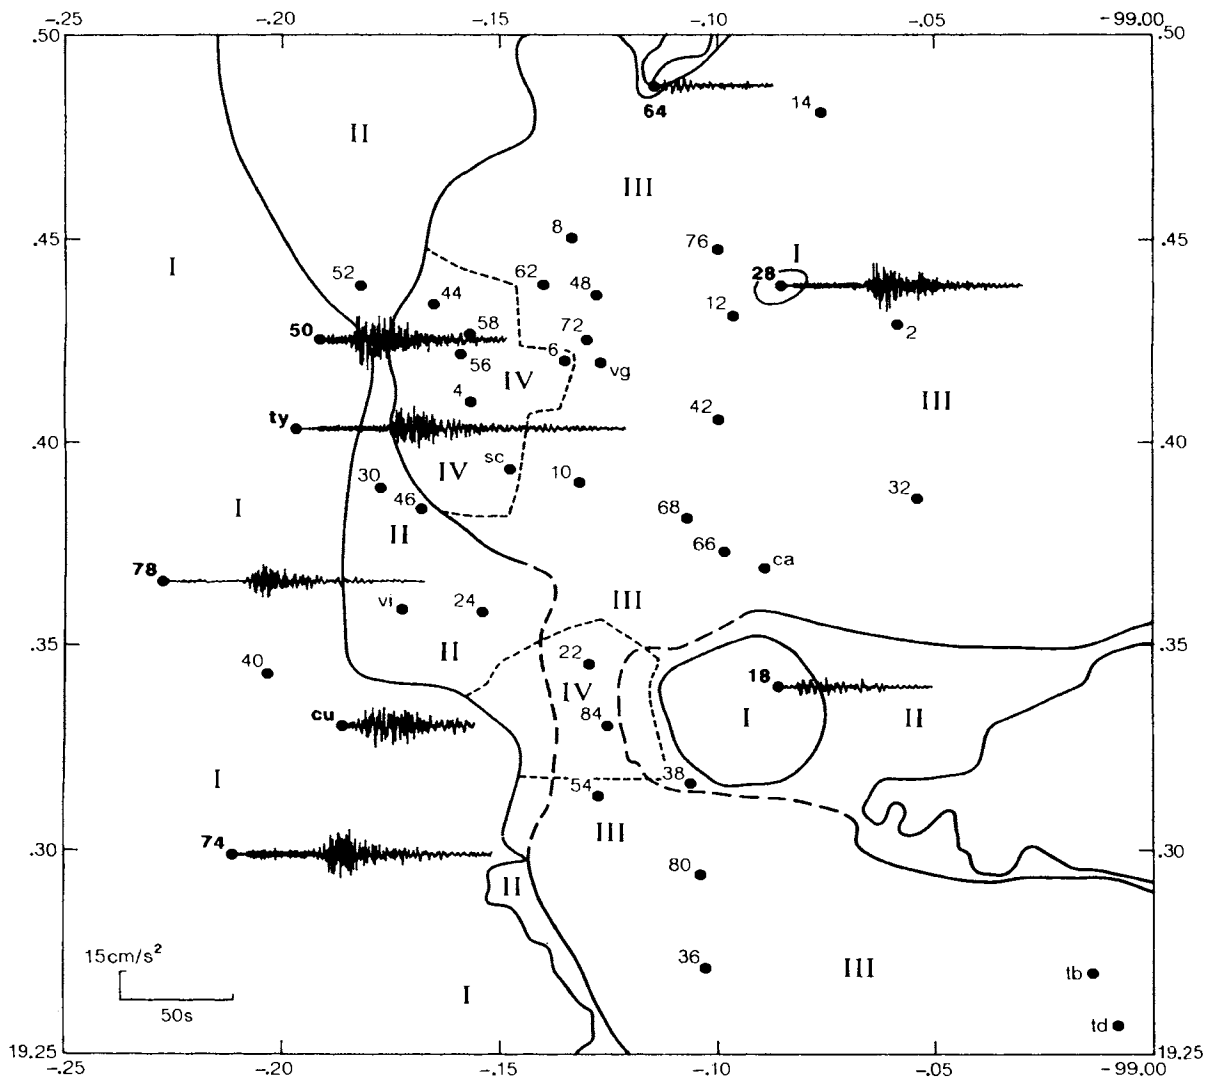 -.25 -.20 -.15 -.10 -.05 -99.00
.50 .50
64 14
II
III
8
76
.45 .45
I I
52 62 48 28
44 12
50 58 72 2
56 6 vg
IV
4 III
ty 42
.40 .40
sc
IV 10
30 32
46 68
I II
66 ca
78
III
vi 24
.35 .35
II 22
40 18
IV
cu 84 I II
I 38
54
III
74
.30 .30
80
II
15cm/s² 36 III
tb
I
50s td
19.25 19.25
-.25 -.20 -.15 -.10 -.05 -99.00